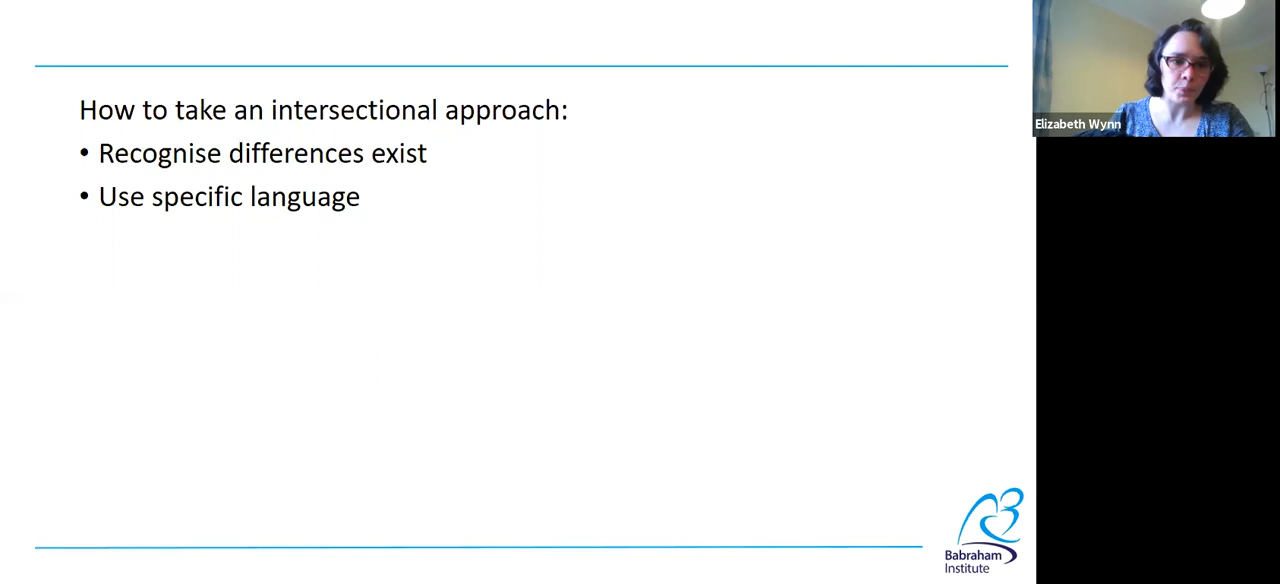 How to take an intersectional approach:
• Recognise differences exist
• Use specific language
Elizabeth Wynn
Babraham
Institute